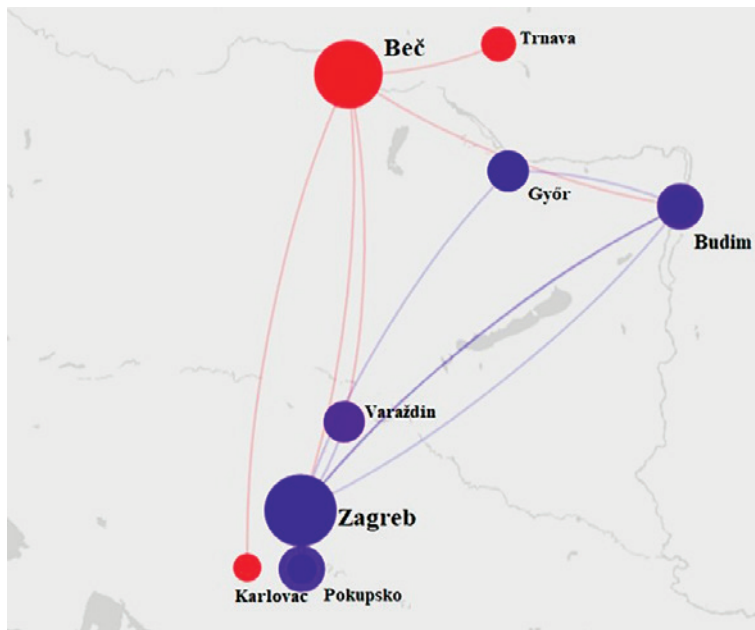 Beč
Trnava
Győr
Budim
Varaždin
Zagreb
Karlovac
Pokupsko